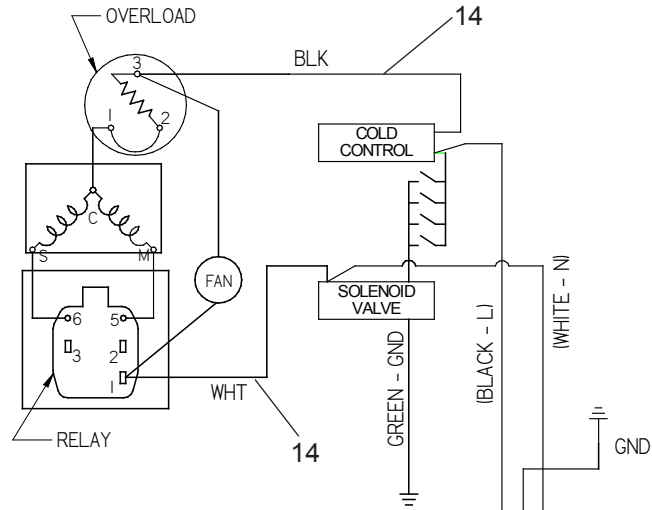 OVERLOAD
14
BLK
3
1
2
COLD
CONTROL
C
S
M
FAN
SOLENOID
VALVE
6
5
3
2
1
WHT
GREEN - GND
(BLACK - L)
(WHITE - N)
RELAY
14
GND